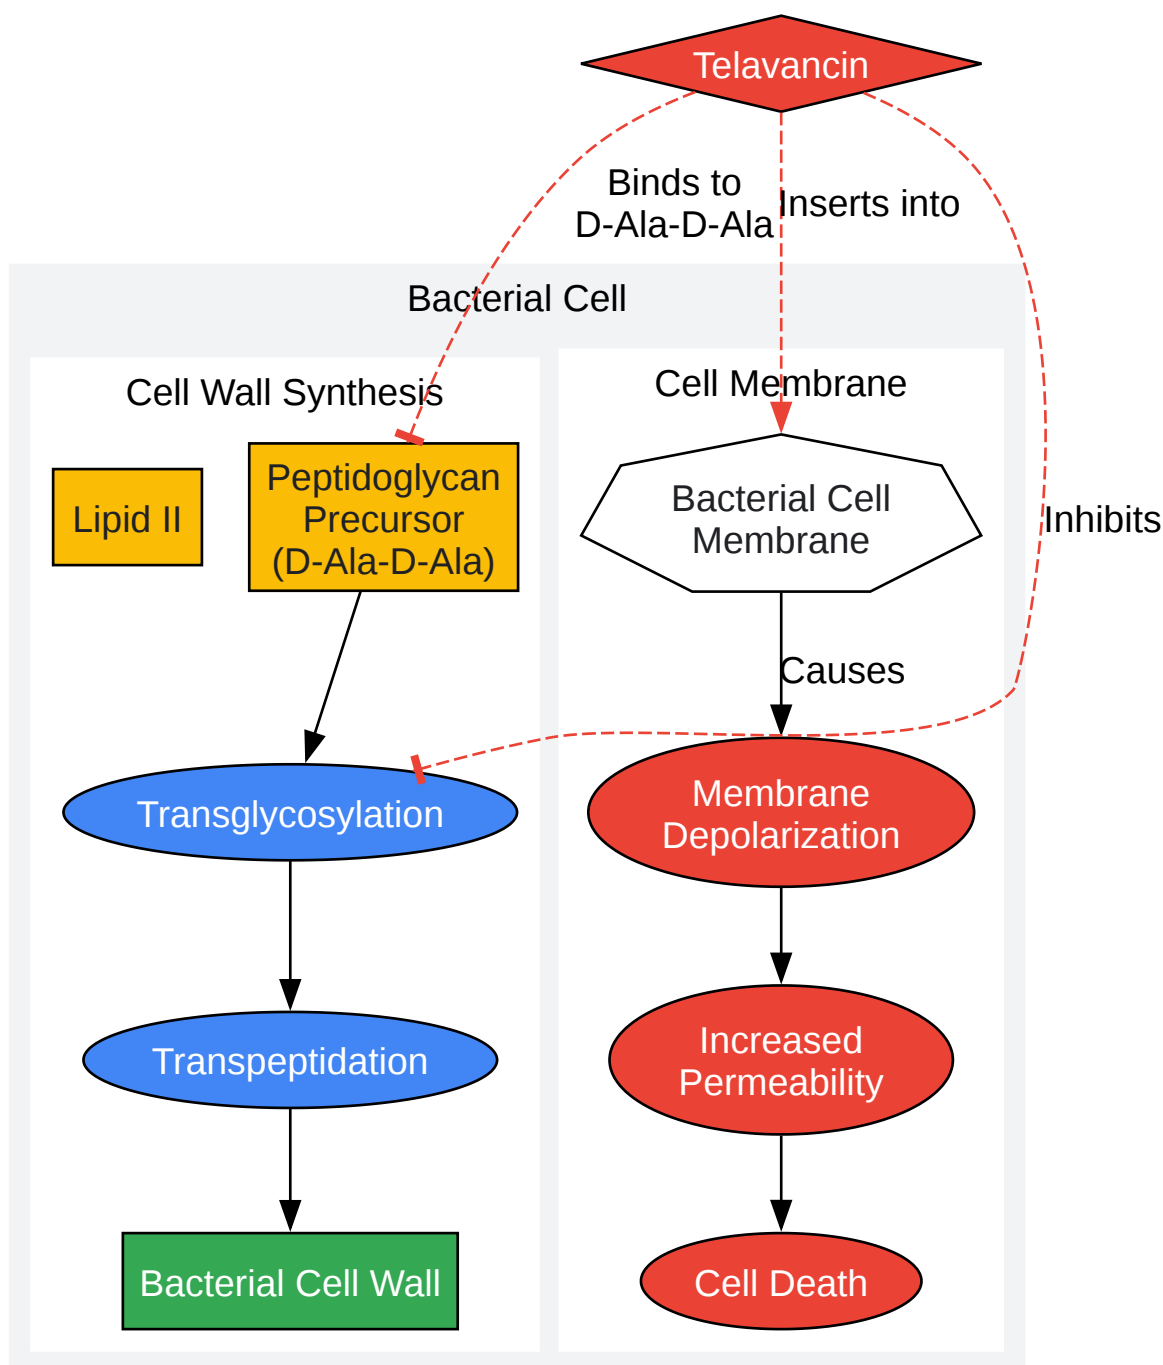 Telavancin
Binds to
D-Ala-D-Ala
Inserts into
Bacterial Cell
Cell Wall Synthesis
Cell Membrane
Lipid II
Peptidoglycan
Precursor
(D-Ala-D-Ala)
Bacterial Cell
Membrane
Inhibits
Causes
Transglycosylation
Membrane
Depolarization
Transpeptidation
Increased
Permeability
Bacterial Cell Wall
Cell Death